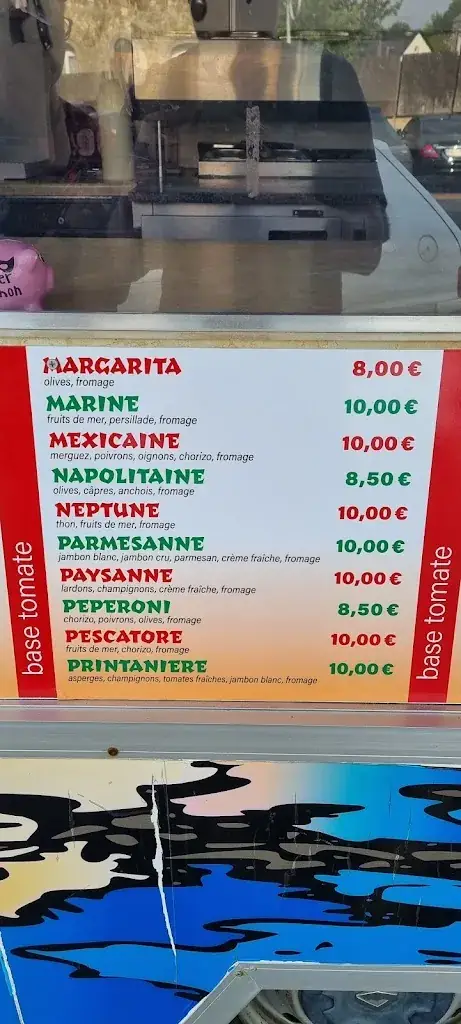 er
noh
MARGARITA 8,00 €
olives, fromage
MARINE 10,00 €
fruits de mer, persillade, fromage
MEXICAINE 10,00 €
merguez, poivrons, oignons, chorizo, fromage
NAPOLITAINE 8,50 €
olives, câpres, anchois, fromage
NEPTUNE 10,00 €
thon, fruits de mer, fromage
PARMESANNE 10,00 €
jambon blanc, jambon cru, parmesan, crème fraîche, fromage
PAYSANNE 10,00 €
lardons, champignons, crème fraîche, fromage
PEPERONI 8,50 €
chorizo, poivrons, olives, fromage
PESCATORE 10,00 €
fruits de mer, chorizo, fromage
PRINTANIERE 10,00 €
asperges, champignons, tomates fraîches, jambon blanc, fromage
base tomate
base tomate